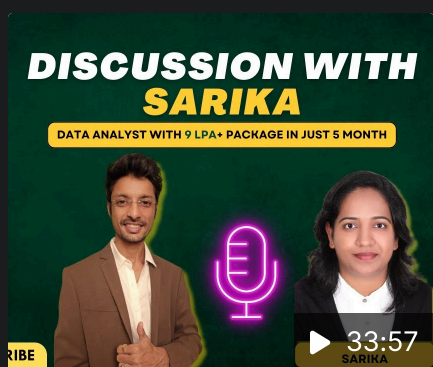 DISCUSSION WITH
SARIKA
DATA ANALYST WITH 9 LPA+ PACKAGE IN JUST 5 MONTH
RIBE
33:57
SARIKA